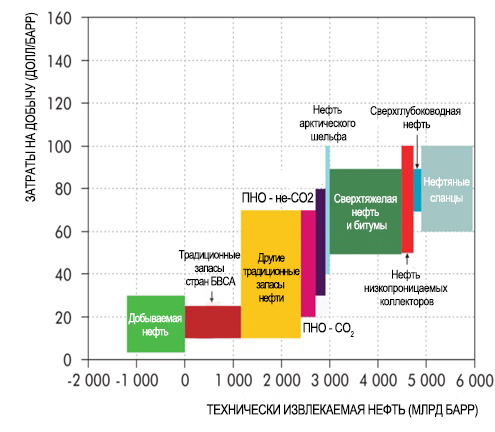 ЗАТРАТЫ НА ДОБЫЧУ (ДОЛЛ/БАРР)
160
140
120
100
80
60
40
20
0
Нефть
арктического
шельфа
Сверхглубоководная
нефть
ПНО - не-СО2
Традиционные
запасы
стран БВСА
Добываемая
нефть
Другие
традиционные
запасы
нефти
Сверхтяжелая
нефть
и битумы
Нефтяные
сланцы
Нефть
низкопроницаемых
коллекторов
ПНО - СО₂
-2 000 -1 000 0 1 000 2 000 3 000 4 000 5 000 6 000
ТЕХНИЧЕСКИ ИЗВЛЕКАЕМАЯ НЕФТЬ (МЛРД БАРР)